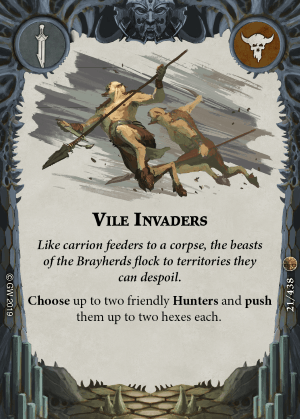 VILE INVADERS
Like carrion feeders to a corpse, the beasts
of the Brayherds flock to territories they
can despoil.
Choose up to two friendly Hunters and push
them up to two hexes each.
© GW 2019
21/438